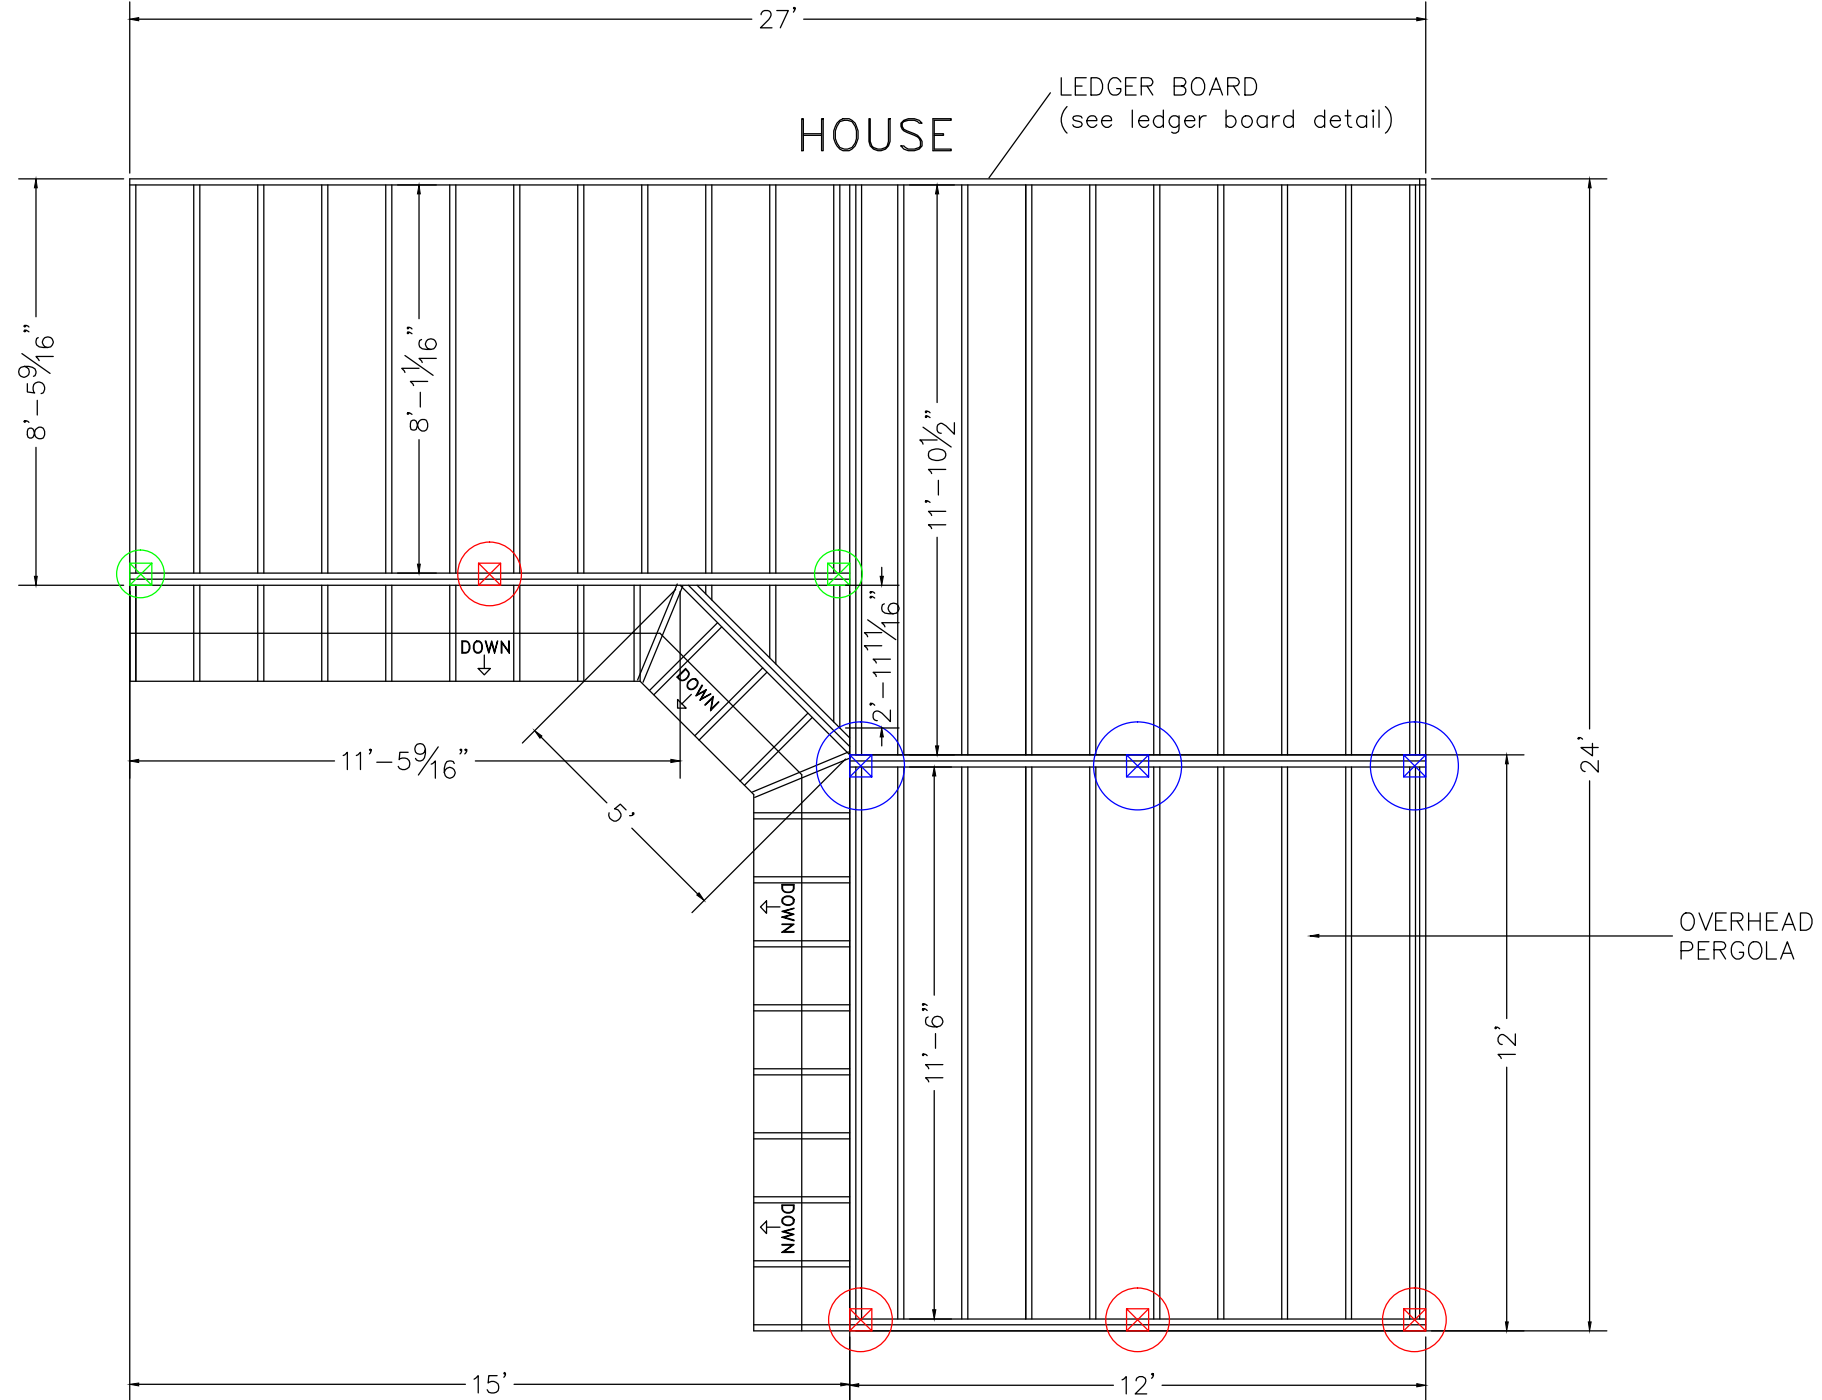 27'
LEDGER BOARD
(see ledger board detail)
HOUSE
8'-5 9/16"
8'-1 1/16"
11'-10 1/2"
2'-11 11/16"
DOWN
DOWN
11'-5 9/16"
5'
24'
DOWN
OVERHEAD
PERGOLA
11'-6"
12'
DOWN
15'
12'